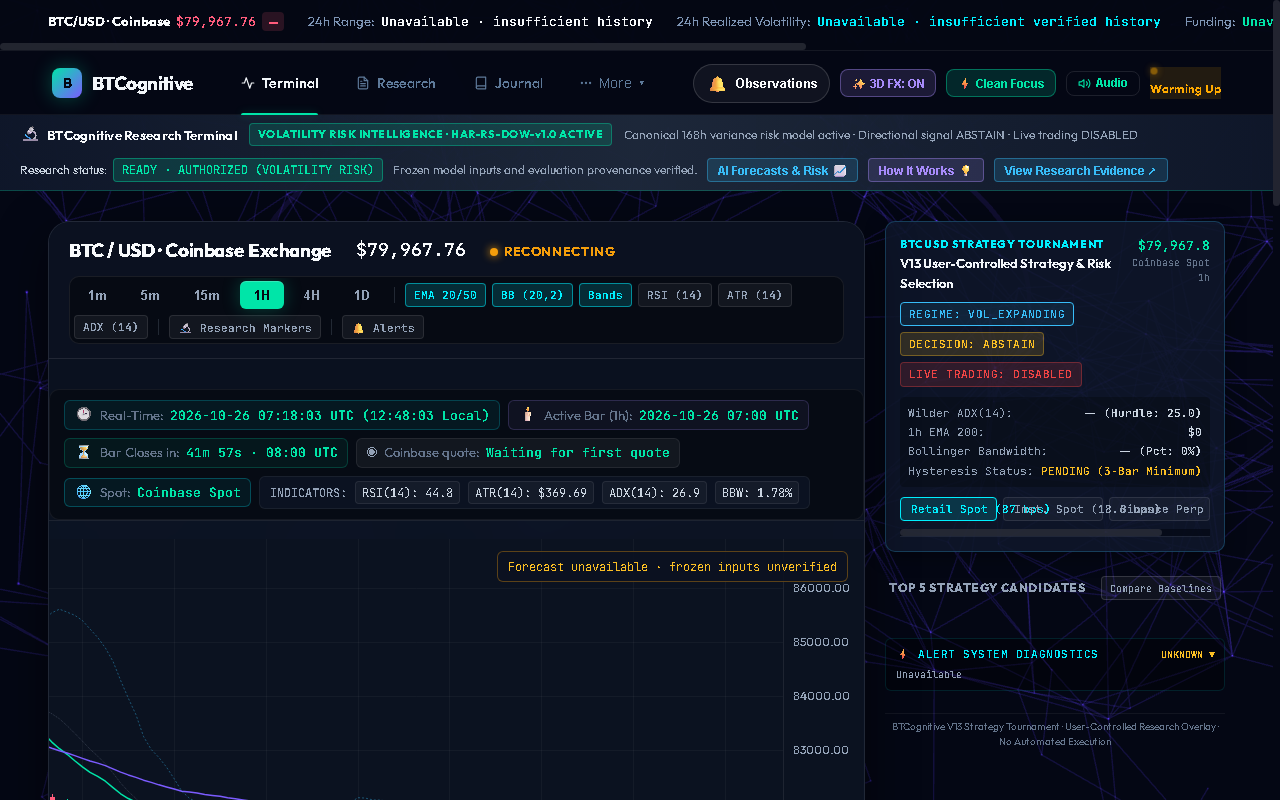 BTC/USD · Coinbase $79,967.76 — 24h Range: Unavailable · insufficient history 24h Realized Volatility: Unavailable · insufficient verified history Funding: Unav
B BTCognitive Terminal Research Journal ··· More ▾ Observations ✨ 3D FX: ON Clean Focus Audio Warming Up
BTCognitive Research Terminal VOLATILITY RISK INTELLIGENCE · HAR-RS-DOW-v1.0 ACTIVE Canonical 168h variance risk model active · Directional signal ABSTAIN · Live trading DISABLED
Research status: READY · AUTHORIZED (VOLATILITY RISK) Frozen model inputs and evaluation provenance verified. AI Forecasts & Risk How It Works View Research Evidence ↗
BTC / USD · Coinbase Exchange $79,967.76 RECONNECTING
1m 5m 15m 1H 4H 1D EMA 20/50 BB (20,2) Bands RSI (14) ATR (14)
ADX (14) Research Markers Alerts
Real-Time: 2026-10-26 07:18:03 UTC (12:48:03 Local) Active Bar (1h): 2026-10-26 07:00 UTC
Bar Closes in: 41m 57s · 08:00 UTC Coinbase quote: Waiting for first quote
Spot: Coinbase Spot INDICATORS: RSI(14): 44.8 ATR(14): $369.69 ADX(14): 26.9 BBW: 1.78%
Forecast unavailable · frozen inputs unverified
86000.00
85000.00
84000.00
83000.00
BTCUSD STRATEGY TOURNAMENT $79,967.8
V13 User-Controlled Strategy & Risk Selection Coinbase Spot 1h
REGIME: VOL_EXPANDING
DECISION: ABSTAIN
LIVE TRADING: DISABLED
Wilder ADX(14): — (Hurdle: 25.0)
1h EMA 200: $0
Bollinger Bandwidth: — (Pct: 0%)
Hysteresis Status: PENDING (3-Bar Minimum)
Retail Spot Spot Perp
TOP 5 STRATEGY CANDIDATES Compare Baselines
ALERT SYSTEM DIAGNOSTICS UNKNOWN ▼
Unavailable
BTCognitive V13 Strategy Tournament · User-Controlled Research Overlay ·
No Automated Execution